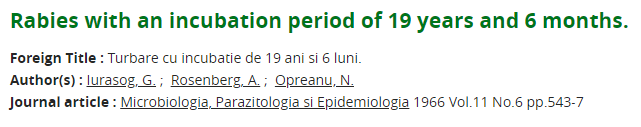 Rabies with an incubation period of 19 years and 6 months.
Foreign Title : Turbare cu incubatie de 19 ani si 6 luni.
Author(s) : Iurasog, G. ; Rosenberg, A. ; Opreanu, N.
Journal article : Microbiologia, Parazitologia si Epidemiologia 1966 Vol.11 No.6 pp.543-7